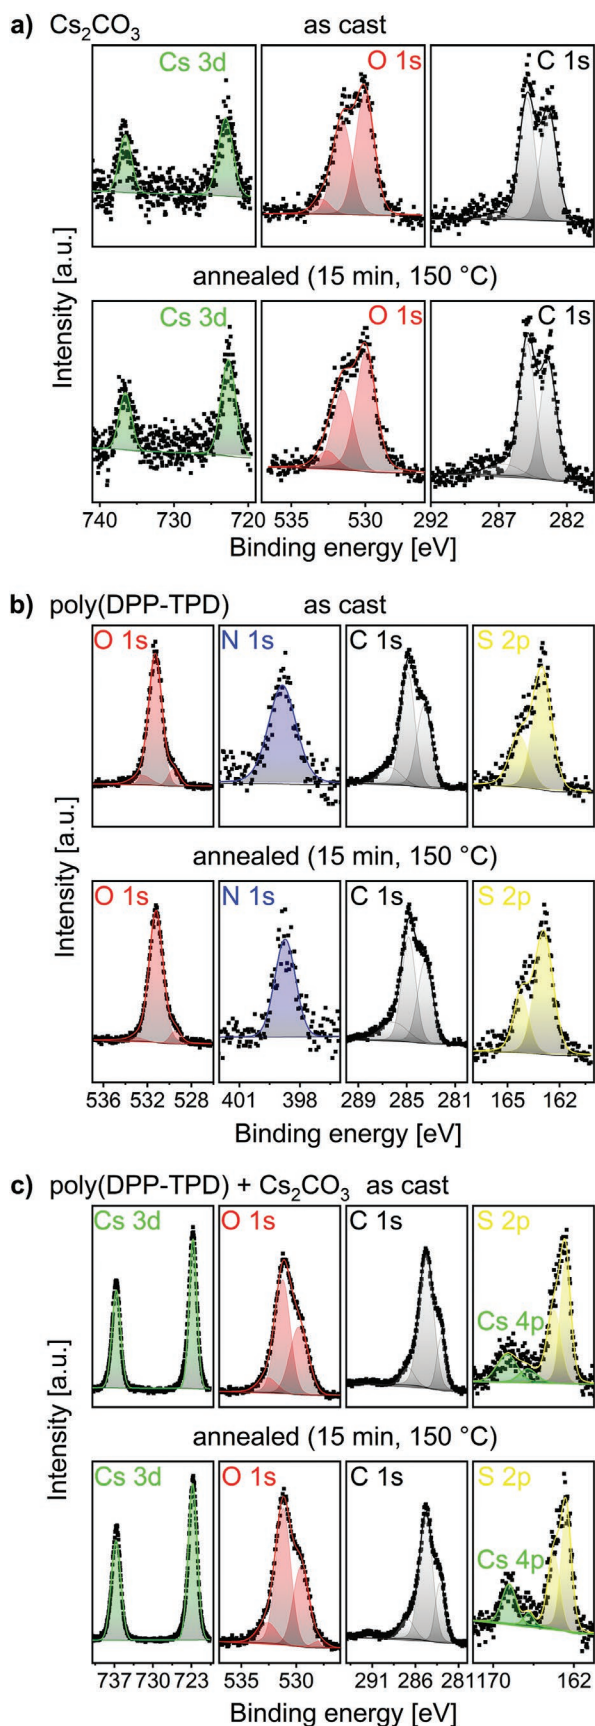 a) Cs₂CO₃ as cast
Cs 3d O 1s C 1s
annealed (15 min, 150 °C)
Cs 3d O 1s C 1s
Intensity [a.u.]
740 730 720 535 530 292 287 282
Binding energy [eV]
b) poly(DPP-TPD) as cast
O 1s N 1s C 1s S 2p
annealed (15 min, 150 °C)
O 1s N 1s C 1s S 2p
Intensity [a.u.]
536 532 528 401 398 289 285 281 165 162
Binding energy [eV]
c) poly(DPP-TPD) + Cs₂CO₃ as cast
Cs 3d O 1s C 1s S 2p
Cs 4p
annealed (15 min, 150 °C)
Cs 3d O 1s C 1s S 2p
Cs 4p
Intensity [a.u.]
737 730 723 535 530 291 286 281 170 162
Binding energy [eV]